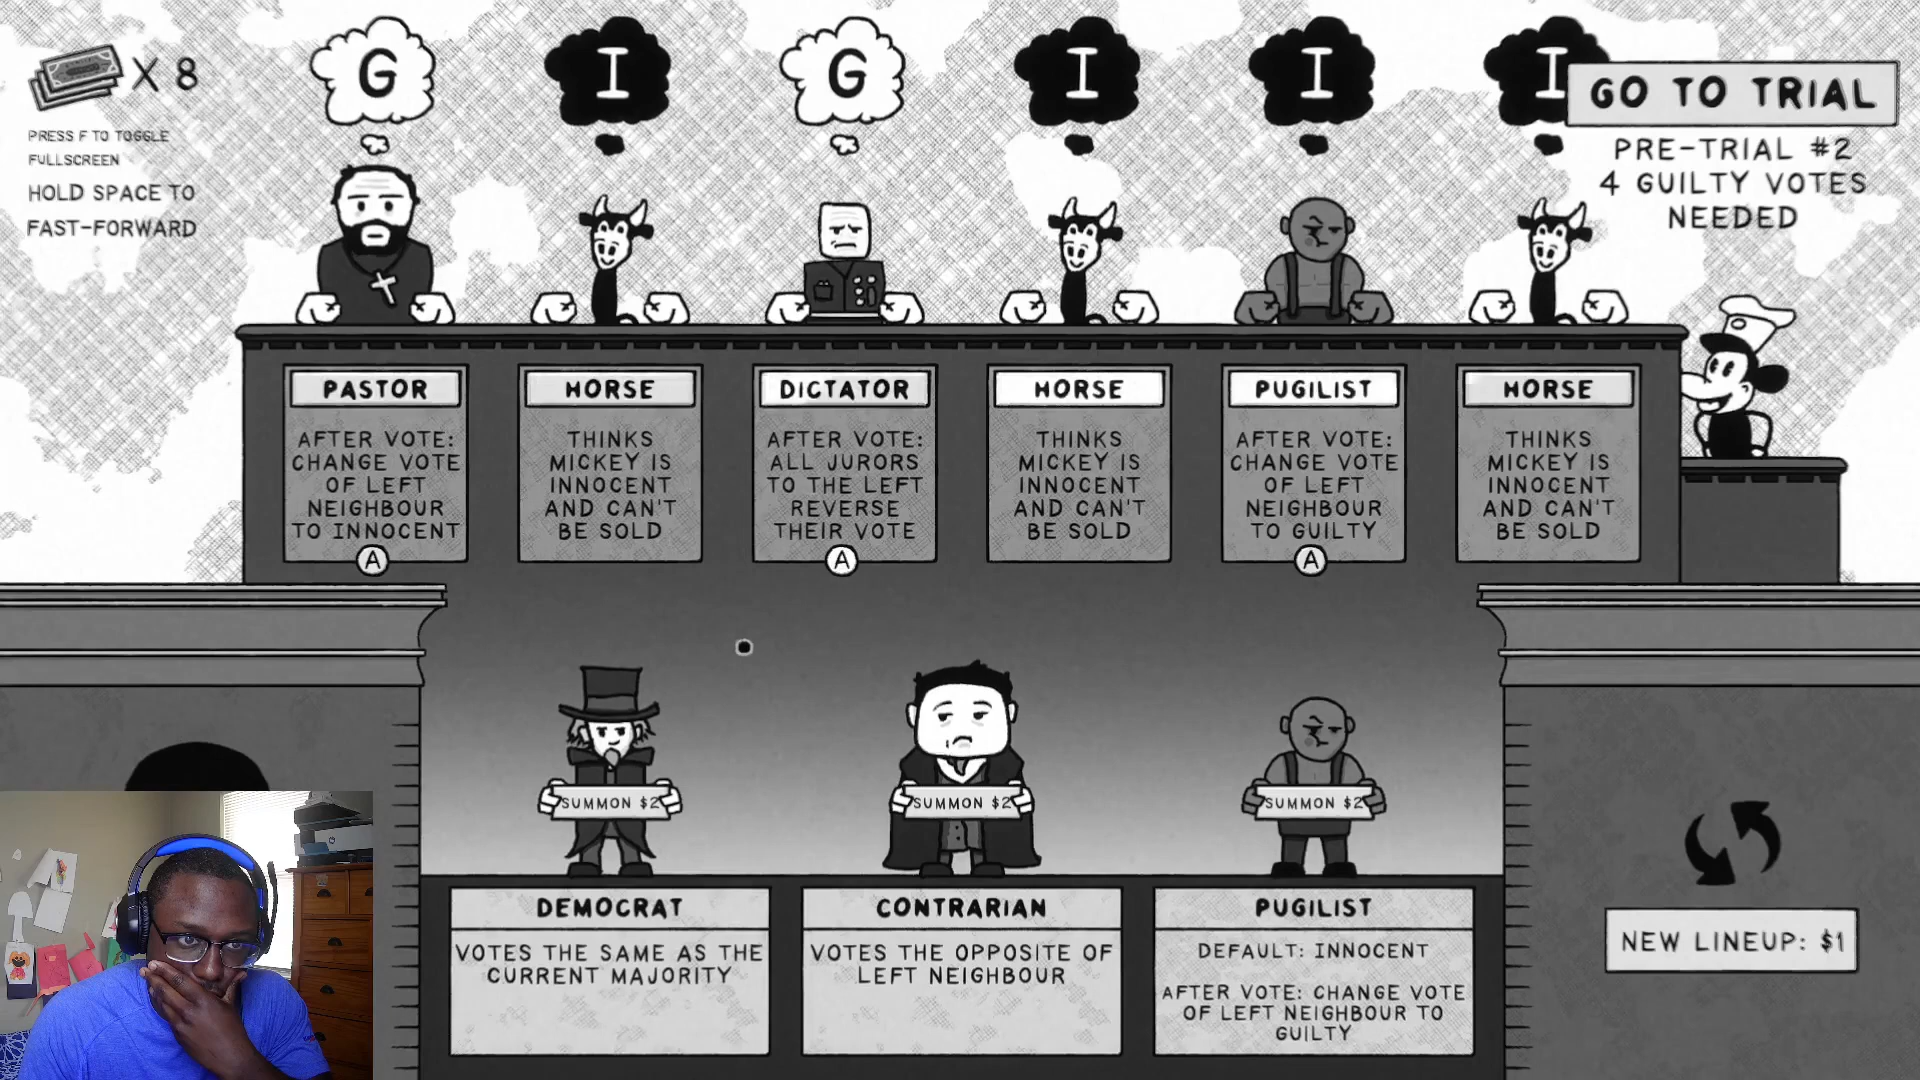 G
I
G
I
I
I
X 8
GO TO TRIAL
PRESS F TO TOGGLE
FULLSCREEN
PRE-TRIAL #2
4 GUILTY VOTES
NEEDED
HOLD SPACE TO
FAST-FORWARD
PASTOR
AFTER VOTE:
CHANGE VOTE
OF LEFT
NEIGHBOUR
TO INNOCENT
A
HORSE
THINKS
MICKEY IS
INNOCENT
AND CAN'T
BE SOLD
DICTATOR
AFTER VOTE:
ALL JURORS
TO THE LEFT
REVERSE
THEIR VOTE
A
HORSE
THINKS
MICKEY IS
INNOCENT
AND CAN'T
BE SOLD
PUGILIST
AFTER VOTE:
CHANGE VOTE
OF LEFT
NEIGHBOUR
TO GUILTY
A
HORSE
THINKS
MICKEY IS
INNOCENT
AND CAN'T
BE SOLD
SUMMON $2
SUMMON $2
SUMMON $2
DEMOCRAT
VOTES THE SAME AS THE
CURRENT MAJORITY
CONTRARIAN
VOTES THE OPPOSITE OF
LEFT NEIGHBOUR
PUGILIST
DEFAULT: INNOCENT
AFTER VOTE: CHANGE VOTE
OF LEFT NEIGHBOUR TO
GUILTY
NEW LINEUP: $1